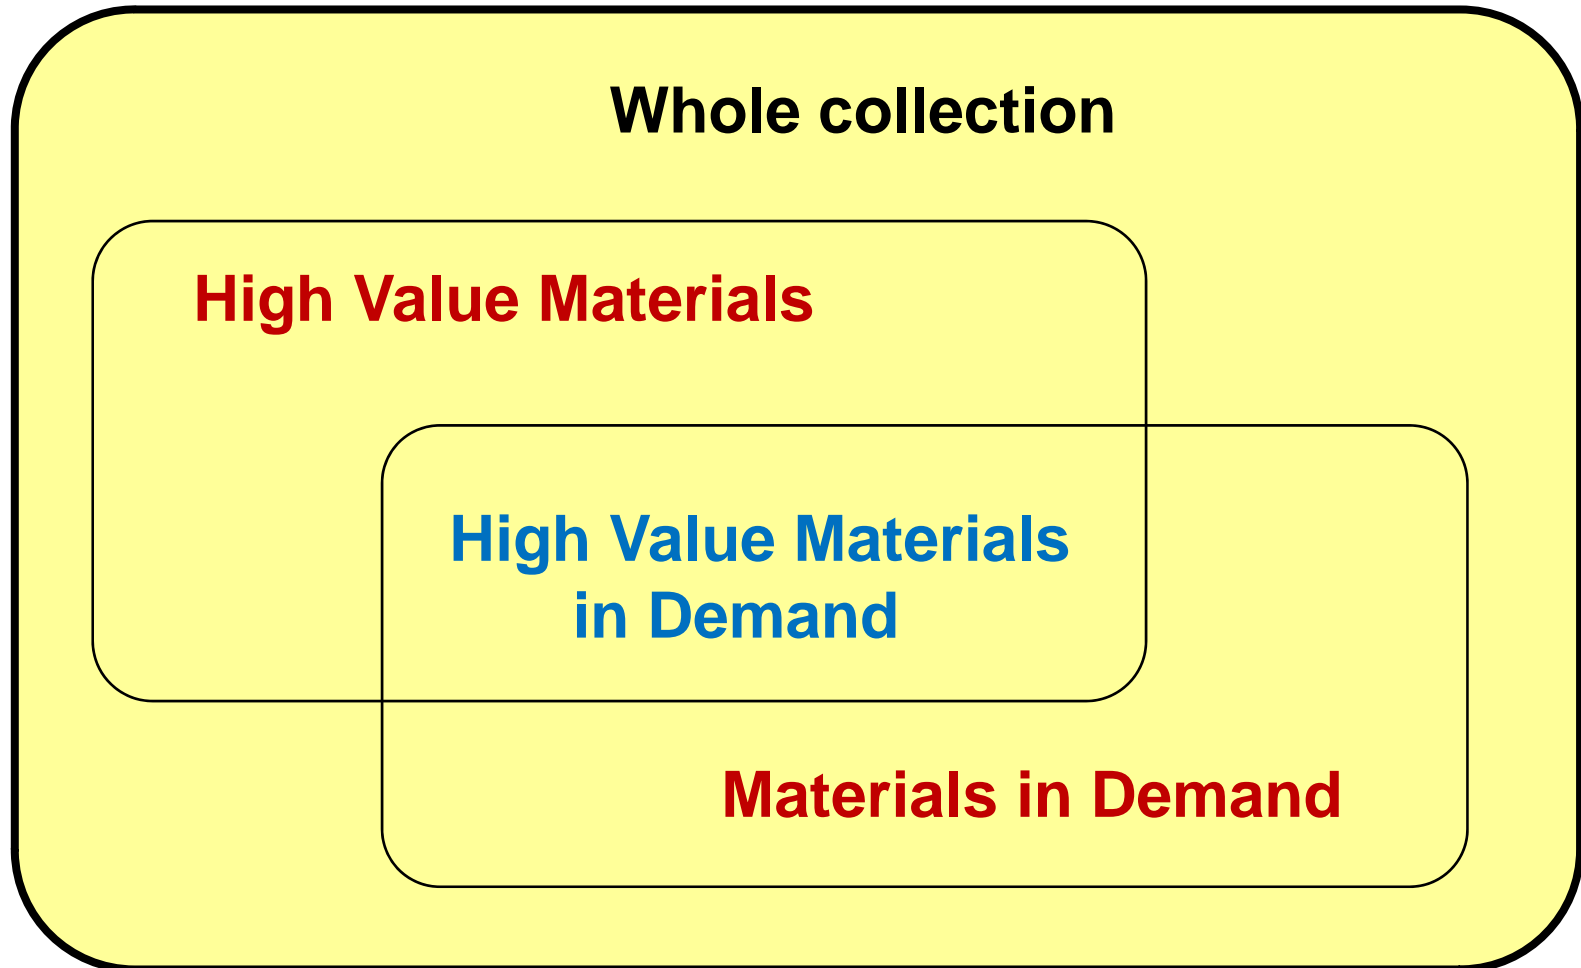 Whole collection
High Value Materials
High Value Materials
in Demand
Materials in Demand